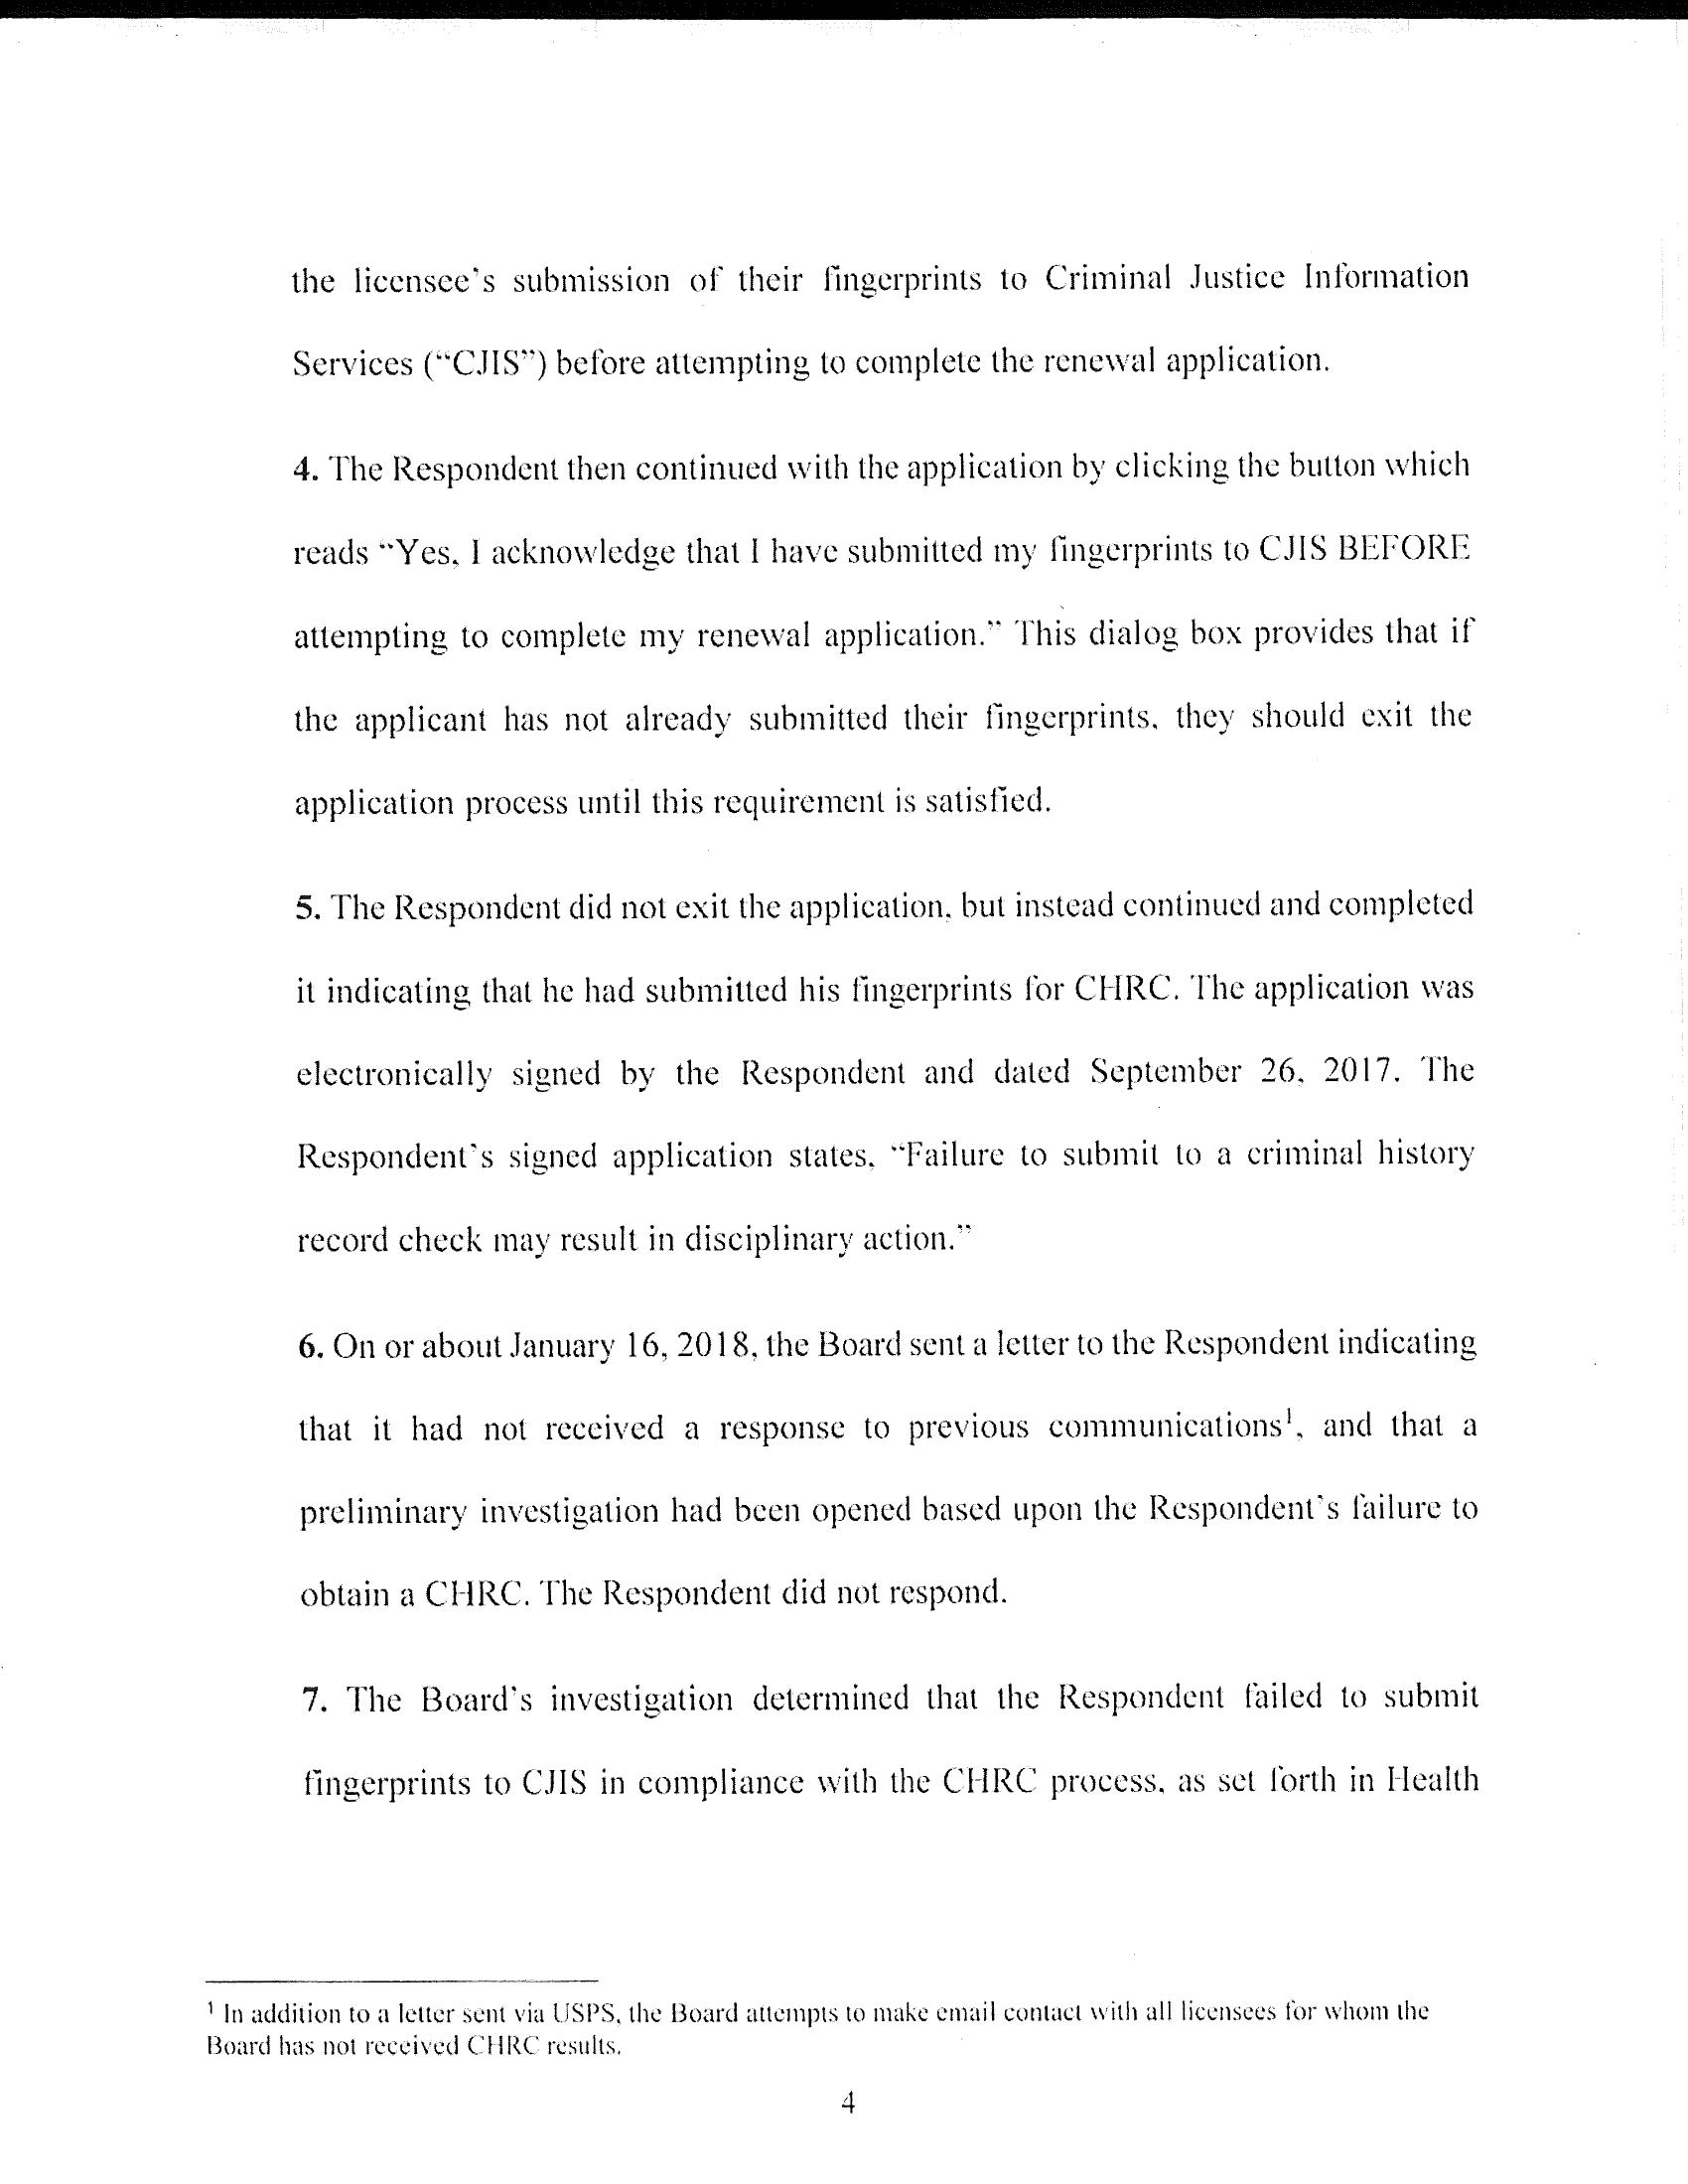 the licensee's submission of their fingerprints to Criminal Justice Information
Services ("CJIS") before attempting to complete the renewal application.
4. The Respondent then continued with the application by clicking the button which
reads "Yes, I acknowledge that I have submitted my fingerprints to CJIS BEFORE
attempting to complete my renewal application." This dialog box provides that if
the applicant has not already submitted their fingerprints, they should exit the
application process until this requirement is satisfied.
5. The Respondent did not exit the application, but instead continued and completed
it indicating that he had submitted his fingerprints for CHRC. The application was
electronically signed by the Respondent and dated September 26, 2017. The
Respondent's signed application states, "Failure to submit to a criminal history
record check may result in disciplinary action."
6. On or about January 16, 2018, the Board sent a letter to the Respondent indicating
that it had not received a response to previous communications¹, and that a
preliminary investigation had been opened based upon the Respondent's failure to
obtain a CHRC. The Respondent did not respond.
7. The Board's investigation determined that the Respondent failed to submit
fingerprints to CJIS in compliance with the CHRC process, as set forth in Health
¹ In addition to a letter sent via USPS, the Board attempts to make email contact with all licensees for whom the
Board has not received CHRC results.
4